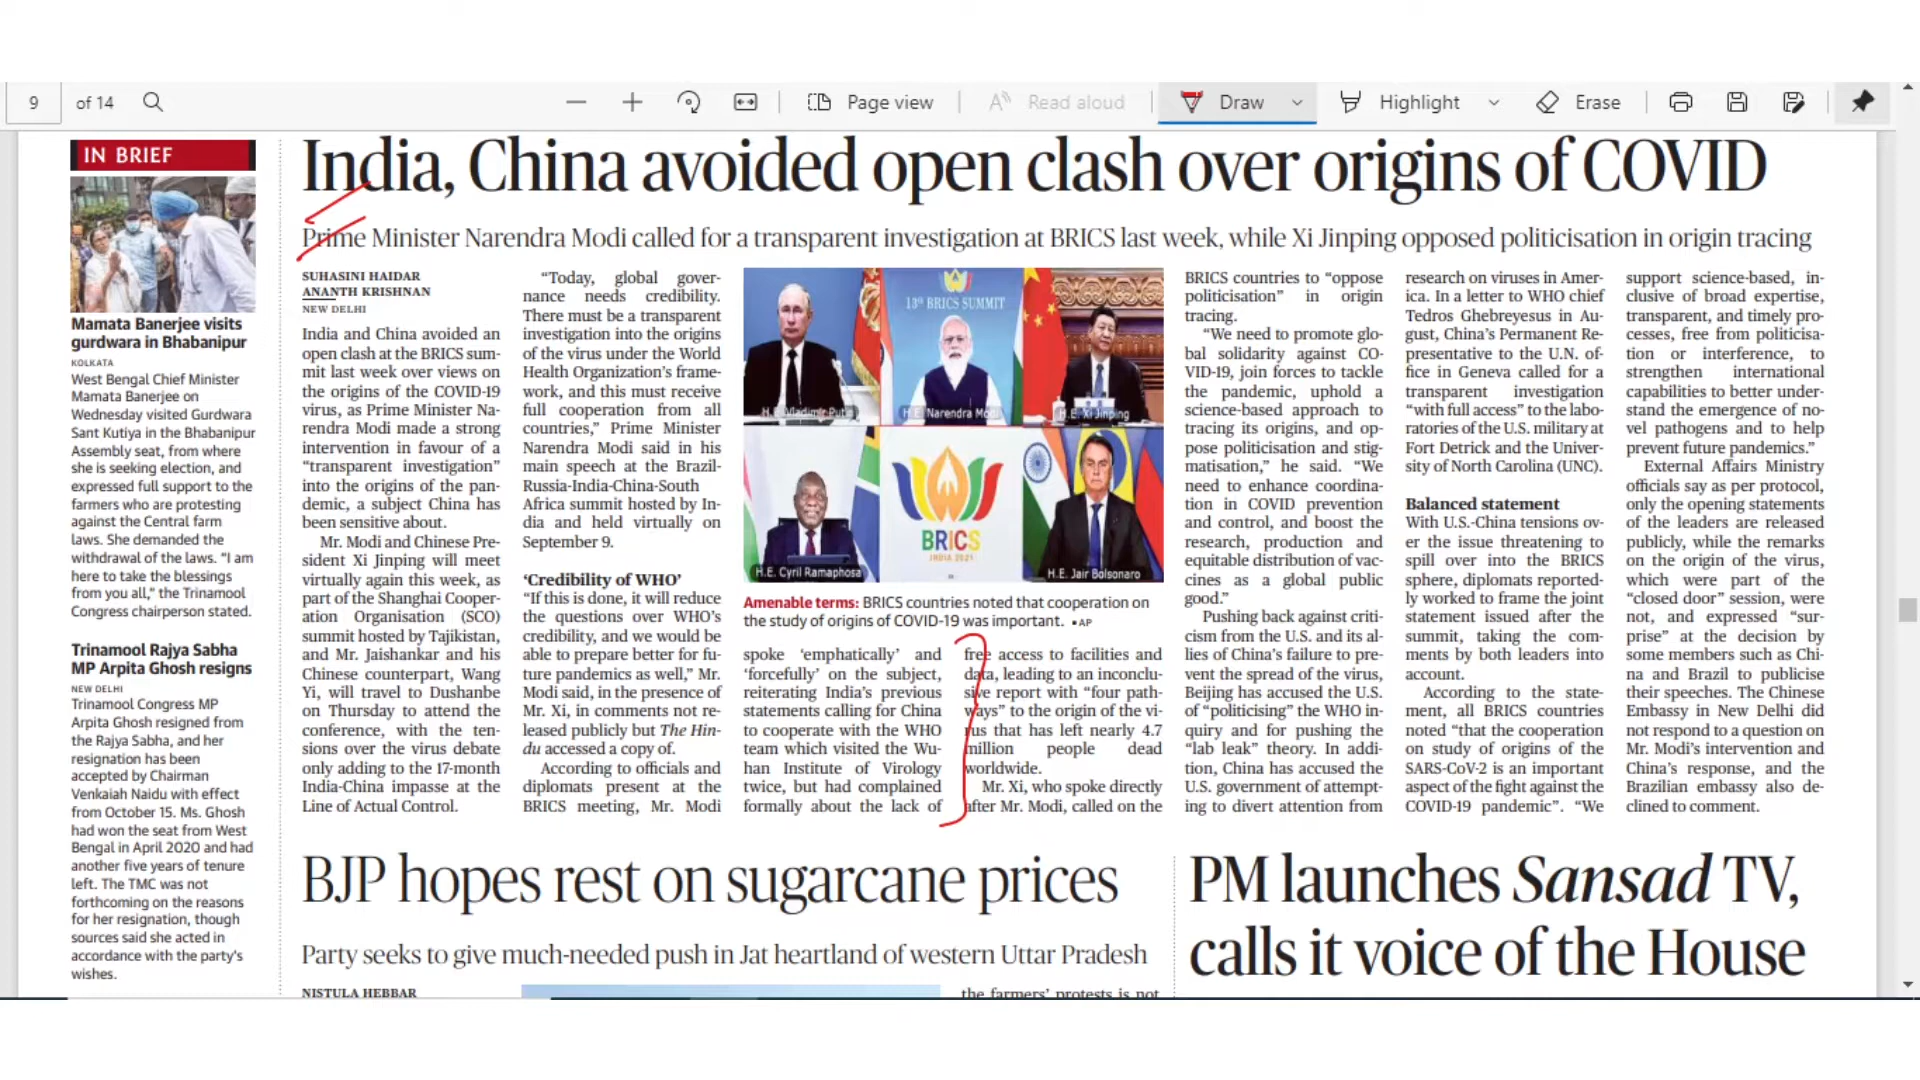 9
of 14
Page view
Read aloud
Draw
Highlight
Erase
IN BRIEF
Mamata Banerjee visits
gurdwara in Bhabanipur
KOLKATA
West Bengal Chief Minister
Mamata Banerjee on
Wednesday visited Gurdwara
Sant Kutiya in the Bhabanipur
Assembly seat, from where
she is seeking election, and
expressed full support to the
farmers who are protesting
against the Central farm
laws. She demanded the
withdrawal of the laws. “I am
here to take the blessings
from you all,” the Trinamool
Congress chairperson stated.
Trinamool Rajya Sabha
MP Arpita Ghosh resigns
NEW DELHI
Trinamool Congress MP
Arpita Ghosh resigned from
the Rajya Sabha, and her
resignation has been
accepted by Chairman
Venkaiah Naidu with effect
from October 15. Ms. Ghosh
had won the seat from West
Bengal in April 2020 and had
another five years of tenure
left. The TMC was not
forthcoming on the reasons
for her resignation, though
sources said she acted in
accordance with the party's
wishes.
India, China avoided open clash over origins of COVID
Prime Minister Narendra Modi called for a transparent investigation at BRICS last week, while Xi Jinping opposed politicisation in origin tracing
SUHASINI HAIDAR
ANANTH KRISHNAN
NEW DELHI
India and China avoided an
open clash at the BRICS sum-
mit last week over views on
the origins of the COVID-19
virus, as Prime Minister Na-
rendra Modi made a strong
intervention in favour of a
“transparent investigation”
into the origins of the pan-
demic, a subject China has
been sensitive about.
Mr. Modi and Chinese Pre-
sident Xi Jinping will meet
virtually again this week, as
part of the Shanghai Cooper-
ation Organisation (SCO)
summit hosted by Tajikistan,
and Mr. Jaishankar and his
Chinese counterpart, Wang
Yi, will travel to Dushanbe
on Thursday to attend the
conference, with the ten-
sions over the virus debate
only adding to the 17-month
India-China impasse at the
Line of Actual Control.
“Today, global gover-
nance needs credibility.
There must be a transparent
investigation into the origins
of the virus under the World
Health Organization’s frame-
work, and this must receive
full cooperation from all
countries,” Prime Minister
Narendra Modi said in his
main speech at the Brazil-
Russia-India-China-South
Africa summit hosted by In-
dia and held virtually on
September 9.
‘Credibility of WHO’
“If this is done, it will reduce
the questions over WHO’s
credibility, and we would be
able to prepare better for fu-
ture pandemics as well,” Mr.
Modi said, in the presence of
Mr. Xi, in comments not re-
leased publicly but The Hin-
du accessed a copy of.
According to officials and
diplomats present at the
BRICS meeting, Mr. Modi
13th BRICS SUMMIT
H.E. Vladimir Putin
H.E. Narendra Modi
H.E. Xi Jinping
BRICS
INDIA 2021
H.E. Cyril Ramaphosa
H.E. Jair Bolsonaro
Amenable terms: BRICS countries noted that cooperation on
the study of origins of COVID-19 was important. •AP
spoke ‘emphatically’ and
‘forcefully’ on the subject,
reiterating India’s previous
statements calling for China
to cooperate with the WHO
team which visited the Wu-
han Institute of Virology
twice, but had complained
formally about the lack of
free access to facilities and
data, leading to an inconclu-
sive report with “four path-
ways” to the origin of the vi-
rus that has left nearly 4.7
million people dead
worldwide.
Mr. Xi, who spoke directly
after Mr. Modi, called on the
BRICS countries to “oppose
politicisation” in origin
tracing.
“We need to promote glo-
bal solidarity against CO-
VID-19, join forces to tackle
the pandemic, uphold a
science-based approach to
tracing its origins, and op-
pose politicisation and stig-
matisation,” he said. “We
need to enhance coordina-
tion in COVID prevention
and control, and boost the
research, production and
equitable distribution of vac-
cines as a global public
good.”
Pushing back against criti-
cism from the U.S. and its al-
lies of China’s failure to pre-
vent the spread of the virus,
Beijing has accused the U.S.
of “politicising” the WHO in-
quiry and for pushing the
“lab leak” theory. In addi-
tion, China has accused the
U.S. government of attempt-
ing to divert attention from
research on viruses in Amer-
ica. In a letter to WHO chief
Tedros Ghebreyesus in Au-
gust, China’s Permanent Re-
presentative to the U.N. of-
fice in Geneva called for a
transparent investigation
“with full access” to the labo-
ratories of the U.S. military at
Fort Detrick and the Univer-
sity of North Carolina (UNC).
Balanced statement
With U.S.-China tensions ov-
er the issue threatening to
spill over into the BRICS
sphere, diplomats reported-
ly worked to frame the joint
statement issued after the
summit, taking the com-
ments by both leaders into
account.
According to the state-
ment, all BRICS countries
noted “that the cooperation
on study of origins of the
SARS-CoV-2 is an important
aspect of the fight against the
COVID-19 pandemic”. “We
support science-based, in-
clusive of broad expertise,
transparent, and timely pro-
cesses, free from politicisa-
tion or interference, to
strengthen international
capabilities to better under-
stand the emergence of no-
vel pathogens and to help
prevent future pandemics.”
External Affairs Ministry
officials say as per protocol,
only the opening statements
of the leaders are released
publicly, while the remarks
on the origin of the virus,
which were part of the
“closed door” session, were
not, and expressed “sur-
prise” at the decision by
some members such as Chi-
na and Brazil to publicise
their speeches. The Chinese
Embassy in New Delhi did
not respond to a question on
Mr. Modi’s intervention and
China’s response, and the
Brazilian embassy also de-
clined to comment.
BJP hopes rest on sugarcane prices
Party seeks to give much-needed push in Jat heartland of western Uttar Pradesh
NISTULA HEBBAR
the farmers’ protests is not
PM launches Sansad TV,
calls it voice of the House